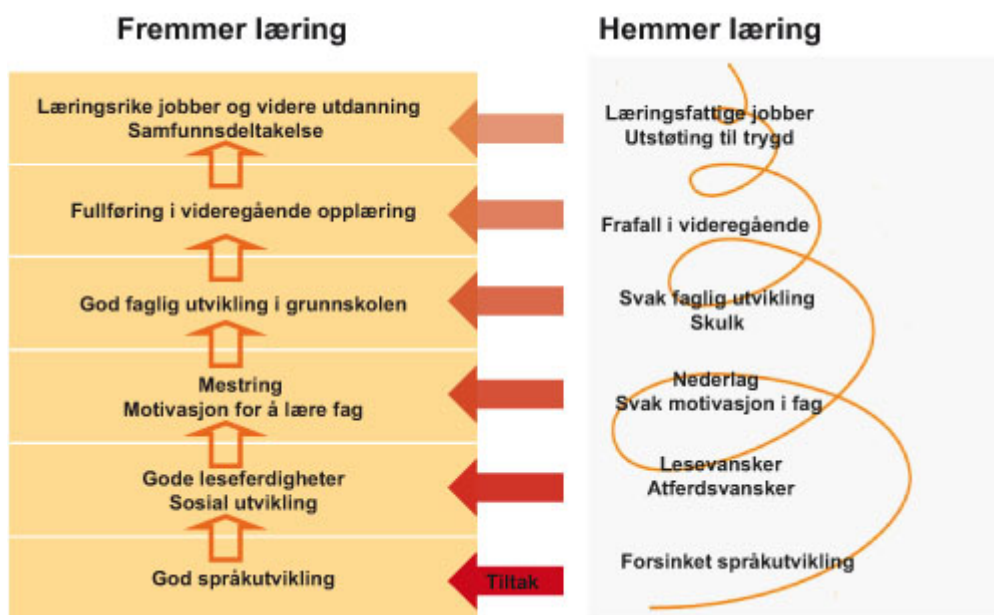 Fremmer læring
Læringsrike jobber og videre utdanning
Samfunnsdeltakelse
Fullføring i videregående opplæring
God faglig utvikling i grunnskolen
Mestring
Motivasjon for å lære fag
Gode leseferdigheter
Sosial utvikling
God språkutvikling
Tiltak
Hemmer læring
Læringsfattige jobber
Utstøting til trygd
Frafall i videregående
Svak faglig utvikling
Skulk
Nederlag
Svak motivasjon i fag
Lesevansker
Atferdsvansker
Forsinket språkutvikling